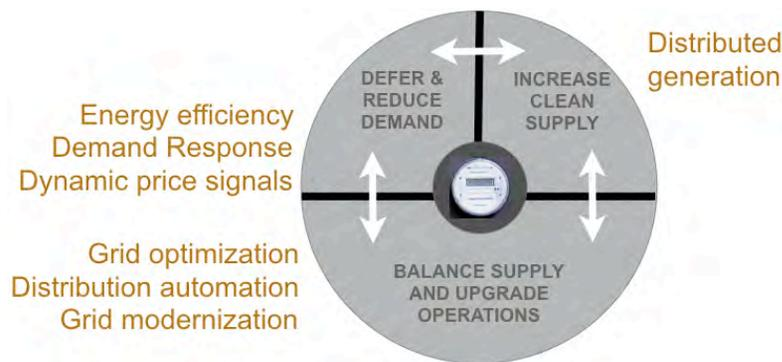 Distributed
generation
DEFER &
REDUCE
DEMAND
INCREASE
CLEAN
SUPPLY
Energy efficiency
Demand Response
Dynamic price signals
Grid optimization
Distribution automation
Grid modernization
BALANCE SUPPLY
AND UPGRADE
OPERATIONS